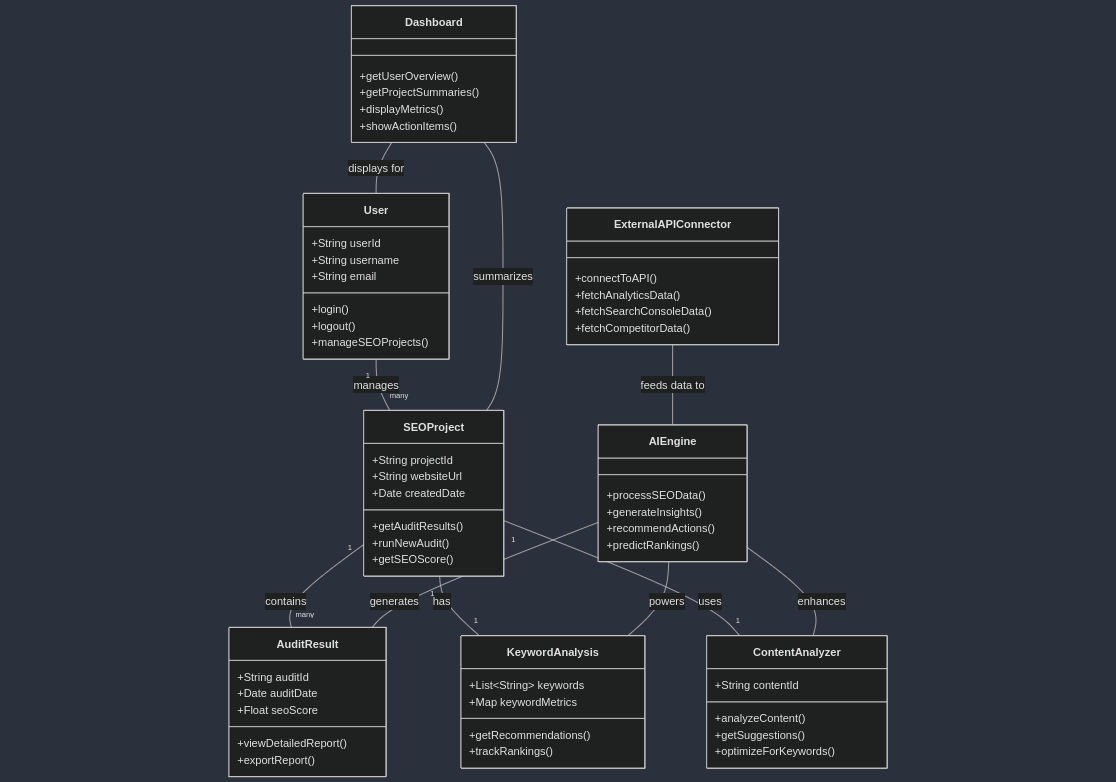 Dashboard
+getUserOverview()
+getProjectSummaries()
+displayMetrics()
+showActionItems()
displays for
User
+String userId
+String username
+String email
+login()
+logout()
+manageSEOProjects()
summarizes
ExternalAPIConnector
+connectToAPI()
+fetchAnalyticsData()
+fetchSearchConsoleData()
+fetchCompetitorData()
1
manages
many
feeds data to
SEOProject
+String projectId
+String websiteUrl
+Date createdDate
+getAuditResults()
+runNewAudit()
+getSEOScore()
AIEngine
+processSEOData()
+generateInsights()
+recommendActions()
+predictRankings()
1
1
contains
many
generates
1
has
1
powers
uses
1
enhances
AuditResult
+String auditId
+Date auditDate
+Float seoScore
+viewDetailedReport()
+exportReport()
KeywordAnalysis
+List<String> keywords
+Map keywordMetrics
+getRecommendations()
+trackRankings()
ContentAnalyzer
+String contentId
+analyzeContent()
+getSuggestions()
+optimizeForKeywords()